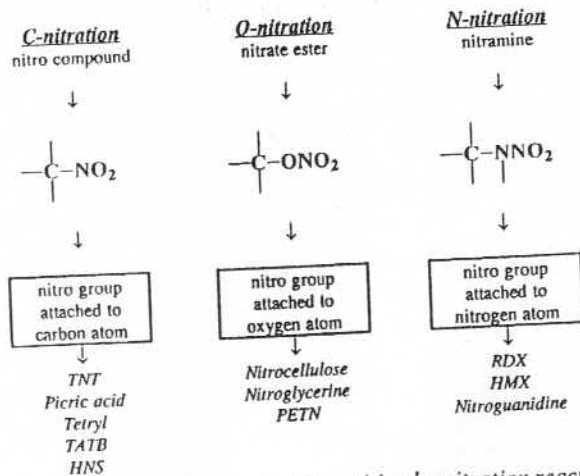 C-nitration
nitro compound
↓
—C—NO₂
↓
nitro group
attached to
carbon atom
↓
TNT
Picric acid
Tetryl
TATB
HNS
O-nitration
nitrate ester
↓
—C—ONO₂
↓
nitro group
attached to
oxygen atom
↓
Nitrocellulose
Nitroglycerine
PETN
N-nitration
nitramine
↓
—C—NNO₂
↓
nitro group
attached to
nitrogen atom
↓
RDX
HMX
Nitroguanidine